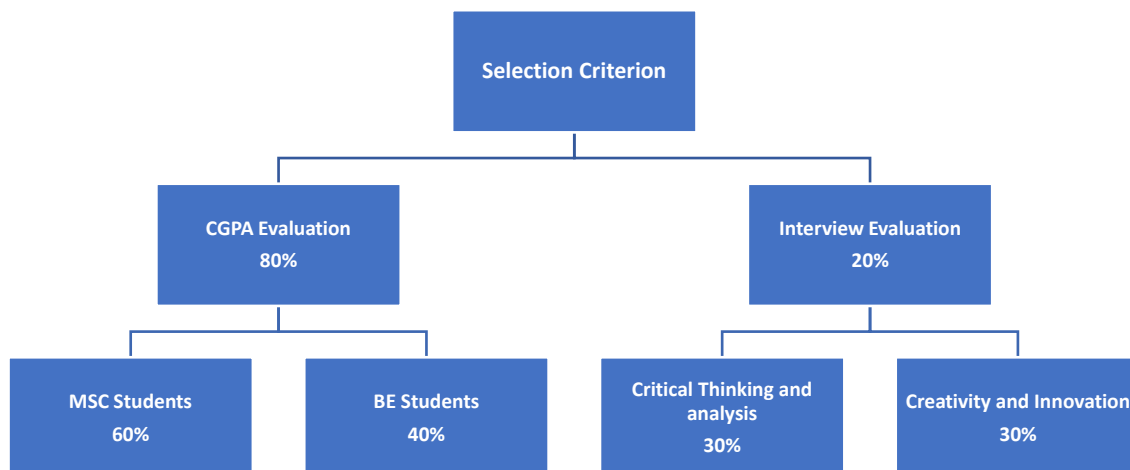 Selection Criterion
CGPA Evaluation
80%
Interview Evaluation
20%
MSC Students
60%
BE Students
40%
Critical Thinking and
analysis
30%
Creativity and Innovation
30%